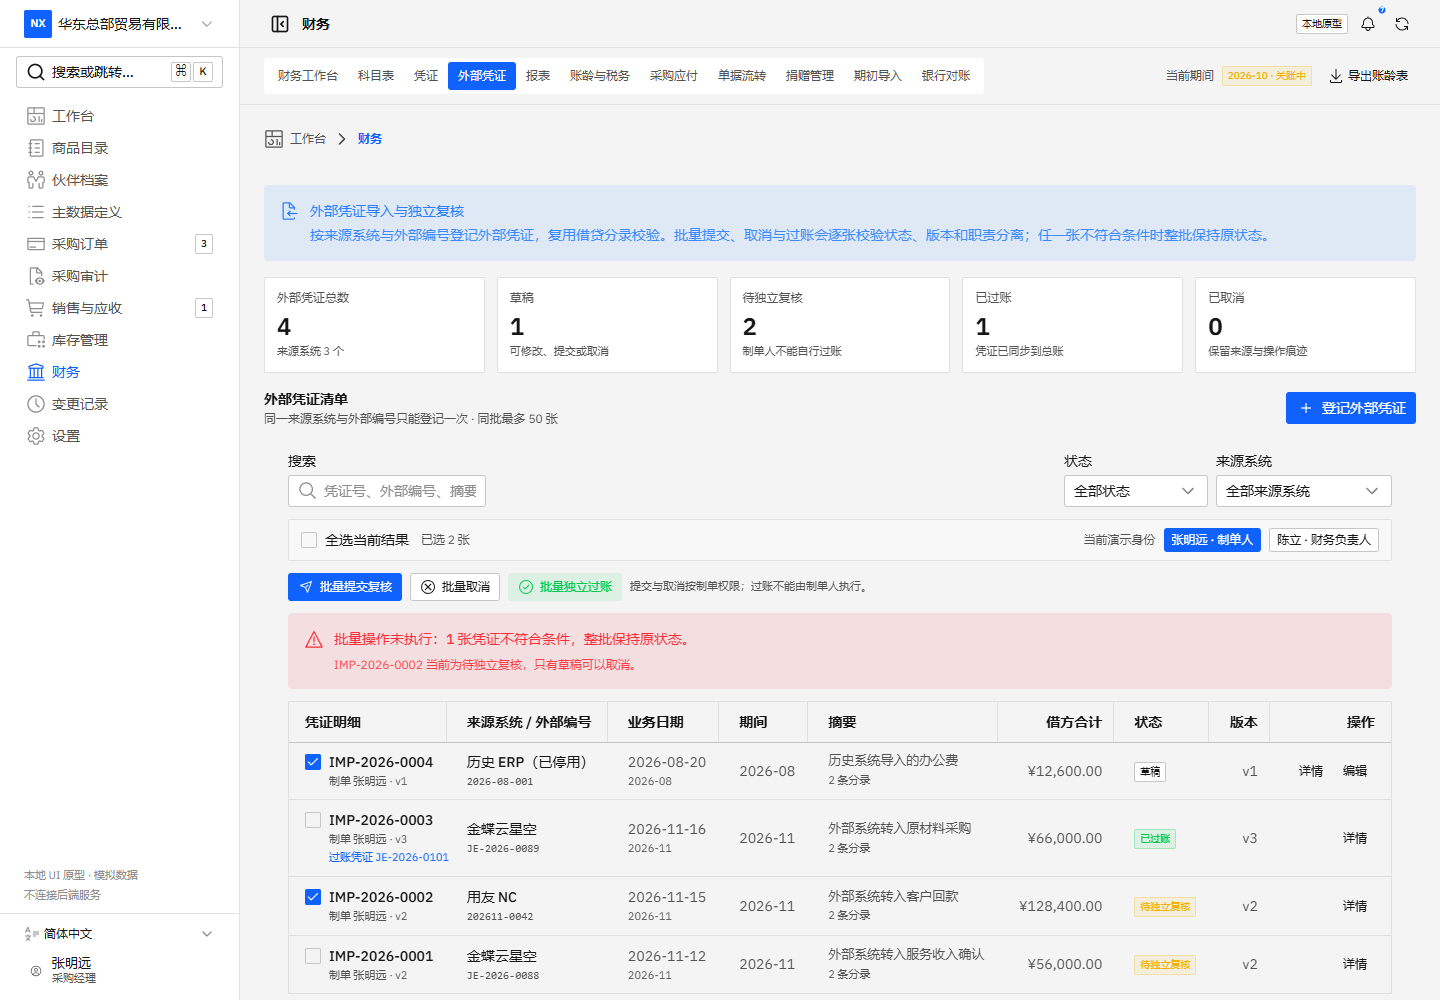 NX 华东总部贸易有限...
搜索或跳转... ⌘ K
工作台
商品目录
伙伴档案
主数据定义
采购订单 3
采购审计
销售与应收 1
库存管理
财务
变更记录
设置
本地 UI 原型 · 模拟数据
不连接后端服务
简体中文
张明远
采购经理
财务
本地原型
?
财务工作台 科目表 凭证 外部凭证 报表 账龄与税务 采购应付 单据流转 捐赠管理 期初导入 银行对账
当前期间 2026-10 · 关账中 导出账龄表
工作台 > 财务
外部凭证导入与独立复核
按来源系统与外部编号登记外部凭证，复用借贷分录校验。批量提交、取消与过账会逐张校验状态、版本和职责分离；任一张不符合条件时整批保持原状态。
外部凭证总数
4
来源系统 3 个
草稿
1
可修改、提交或取消
待独立复核
2
制单人不能自行过账
已过账
1
凭证已同步到总账
已取消
0
保留来源与操作痕迹
外部凭证清单
同一来源系统与外部编号只能登记一次 · 同批最多 50 张
登记外部凭证
搜索
凭证号、外部编号、摘要
状态
全部状态
来源系统
全部来源系统
全选当前结果 已选 2 张
当前演示身份 张明远 · 制单人 陈立 · 财务负责人
批量提交复核 批量取消 批量独立过账 提交与取消按制单权限；过账不能由制单人执行。
批量操作未执行：1 张凭证不符合条件，整批保持原状态。
IMP-2026-0002 当前为待独立复核，只有草稿可以取消。
凭证明细 来源系统 / 外部编号 业务日期 期间 摘要 借方合计 状态 版本 操作
IMP-2026-0004 历史 ERP（已停用） 2026-08-20 2026-08 历史系统导入的办公费 ¥12,600.00 草稿 v1 详情 编辑
制单 张明远 · v1 2026-08-001 2026-08 2 条分录
IMP-2026-0003 金蝶云星空 2026-11-16 2026-11 外部系统转入原材料采购 ¥66,000.00 已过账 v3 详情
制单 张明远 · v3 JE-2026-0089 2026-11 2 条分录
过账凭证 JE-2026-0101
IMP-2026-0002 用友 NC 2026-11-15 2026-11 外部系统转入客户回款 ¥128,400.00 待独立复核 v2 详情
制单 张明远 · v2 202611-0042 2026-11 2 条分录
IMP-2026-0001 金蝶云星空 2026-11-12 2026-11 外部系统转入服务收入确认 ¥56,000.00 待独立复核 v2 详情
制单 张明远 · v2 JE-2026-0088 2026-11 2 条分录